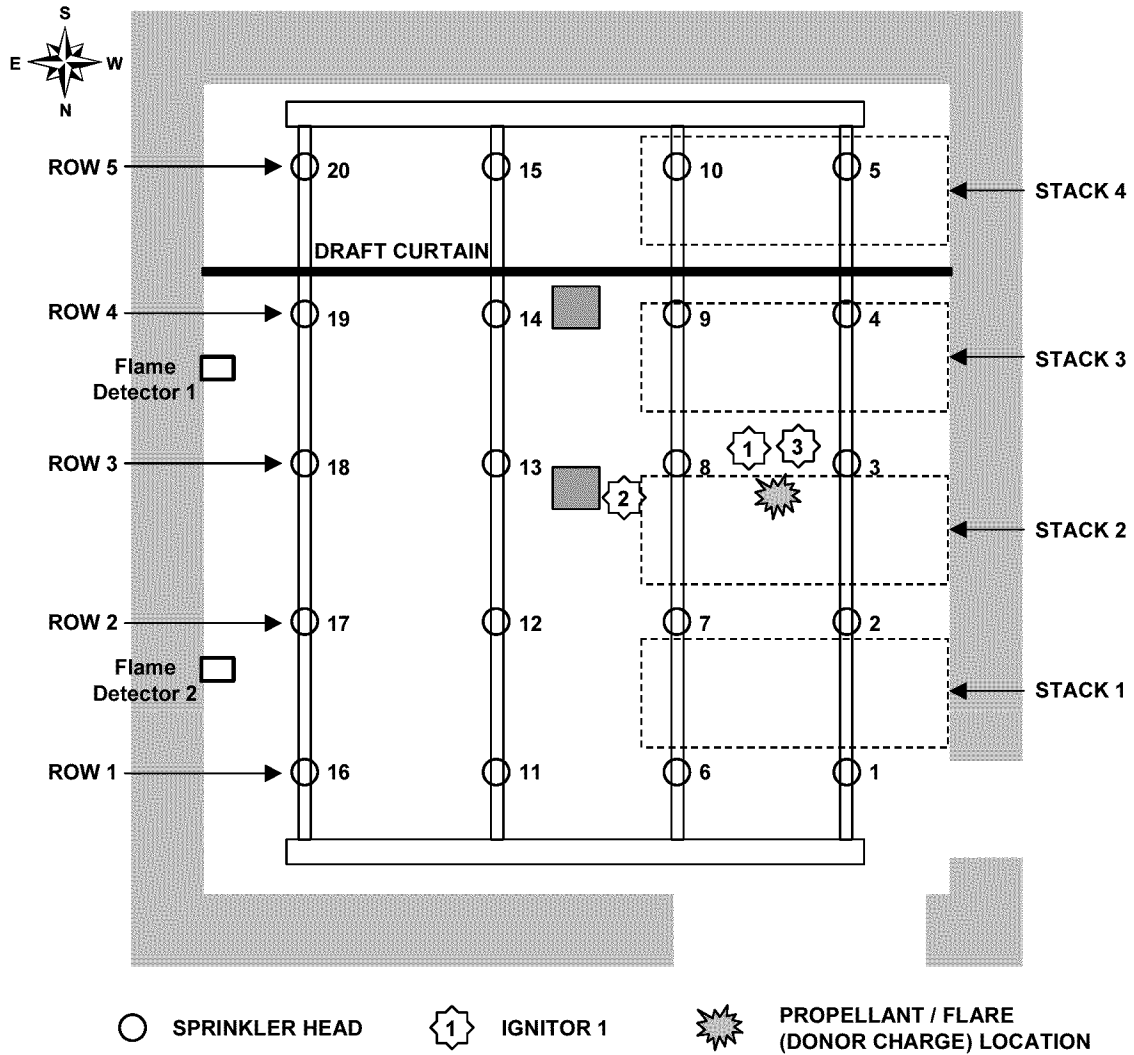 S
E W
N
ROW 5
20
15
10
5
STACK 4
DRAFT CURTAIN
ROW 4
19
14
9
4
Flame
Detector 1
STACK 3
1
3
ROW 3
18
13
8
3
2
STACK 2
ROW 2
17
12
7
2
Flame
Detector 2
STACK 1
ROW 1
16
11
6
1
SPRINKLER HEAD
1 IGNITOR 1
PROPELLANT / FLARE
(DONOR CHARGE) LOCATION